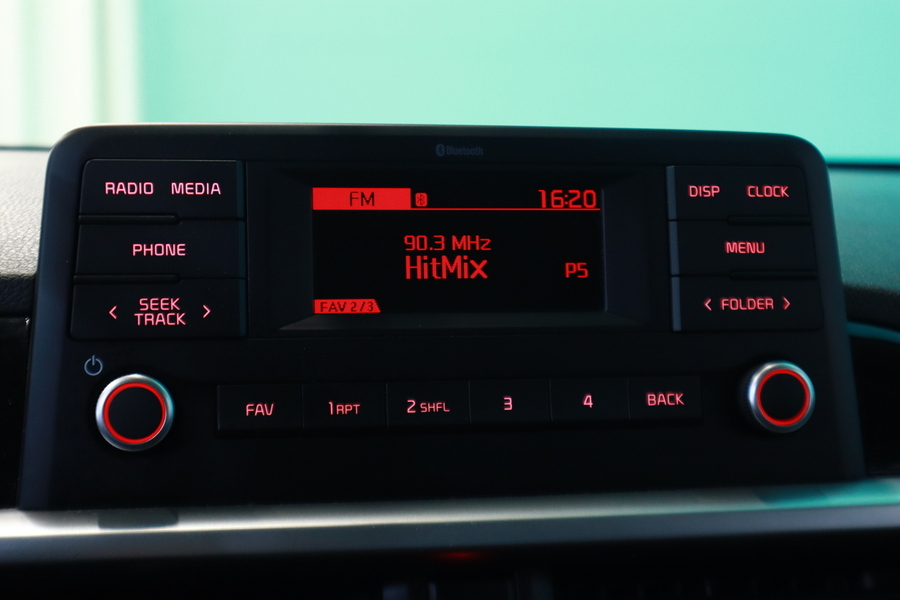 Bluetooth
RADIO MEDIA
PHONE
< SEEK >
TRACK
FM 16:20
90.3 MHz
HitMix P5
FAV 2/3
DISP CLOCK
MENU
< FOLDER >
FAV 1 RPT 2 SHFL 3 4 BACK